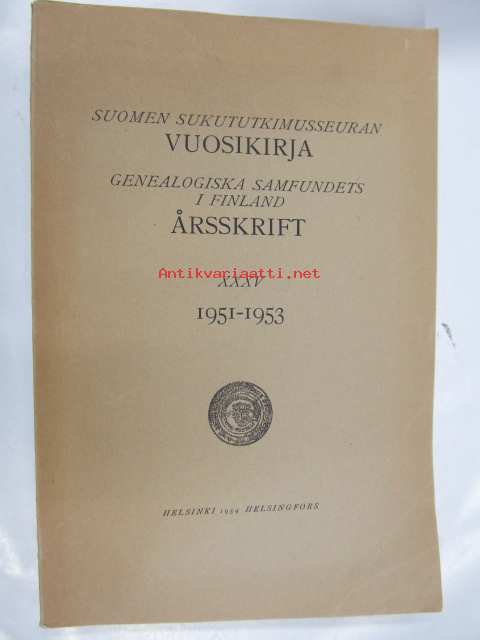 SUOMEN SUKUTUTKIMUSSEURAN
VUOSIKIRJA
GENEALOGISKA SAMFUNDETS
I FINLAND
ÅRSSKRIFT
Antikvariaatti.net
XXXV
1951-1953
HELSINKI 1954 HELSINGFORS